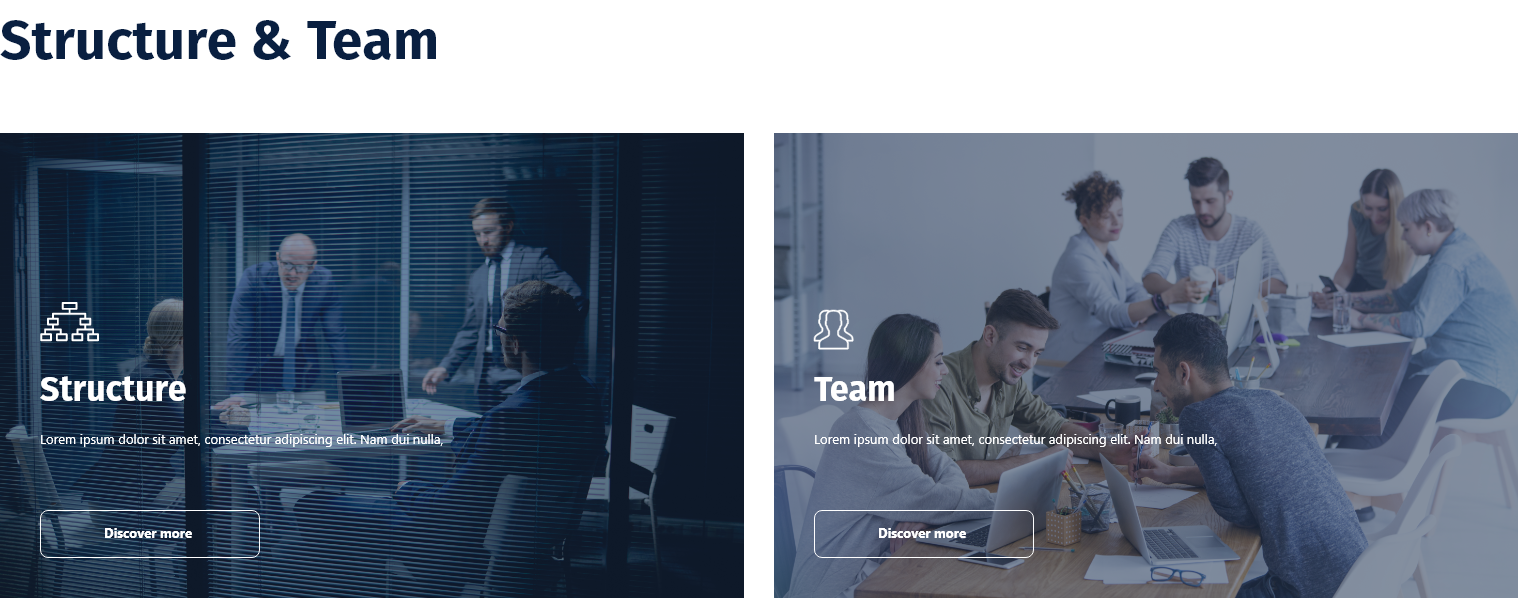 Structure & Team
Structure
Lorem ipsum dolor sit amet, consectetur adipiscing elit. Nam dui nulla,
Discover more
Team
Lorem ipsum dolor sit amet, consectetur adipiscing elit. Nam dui nulla,
Discover more